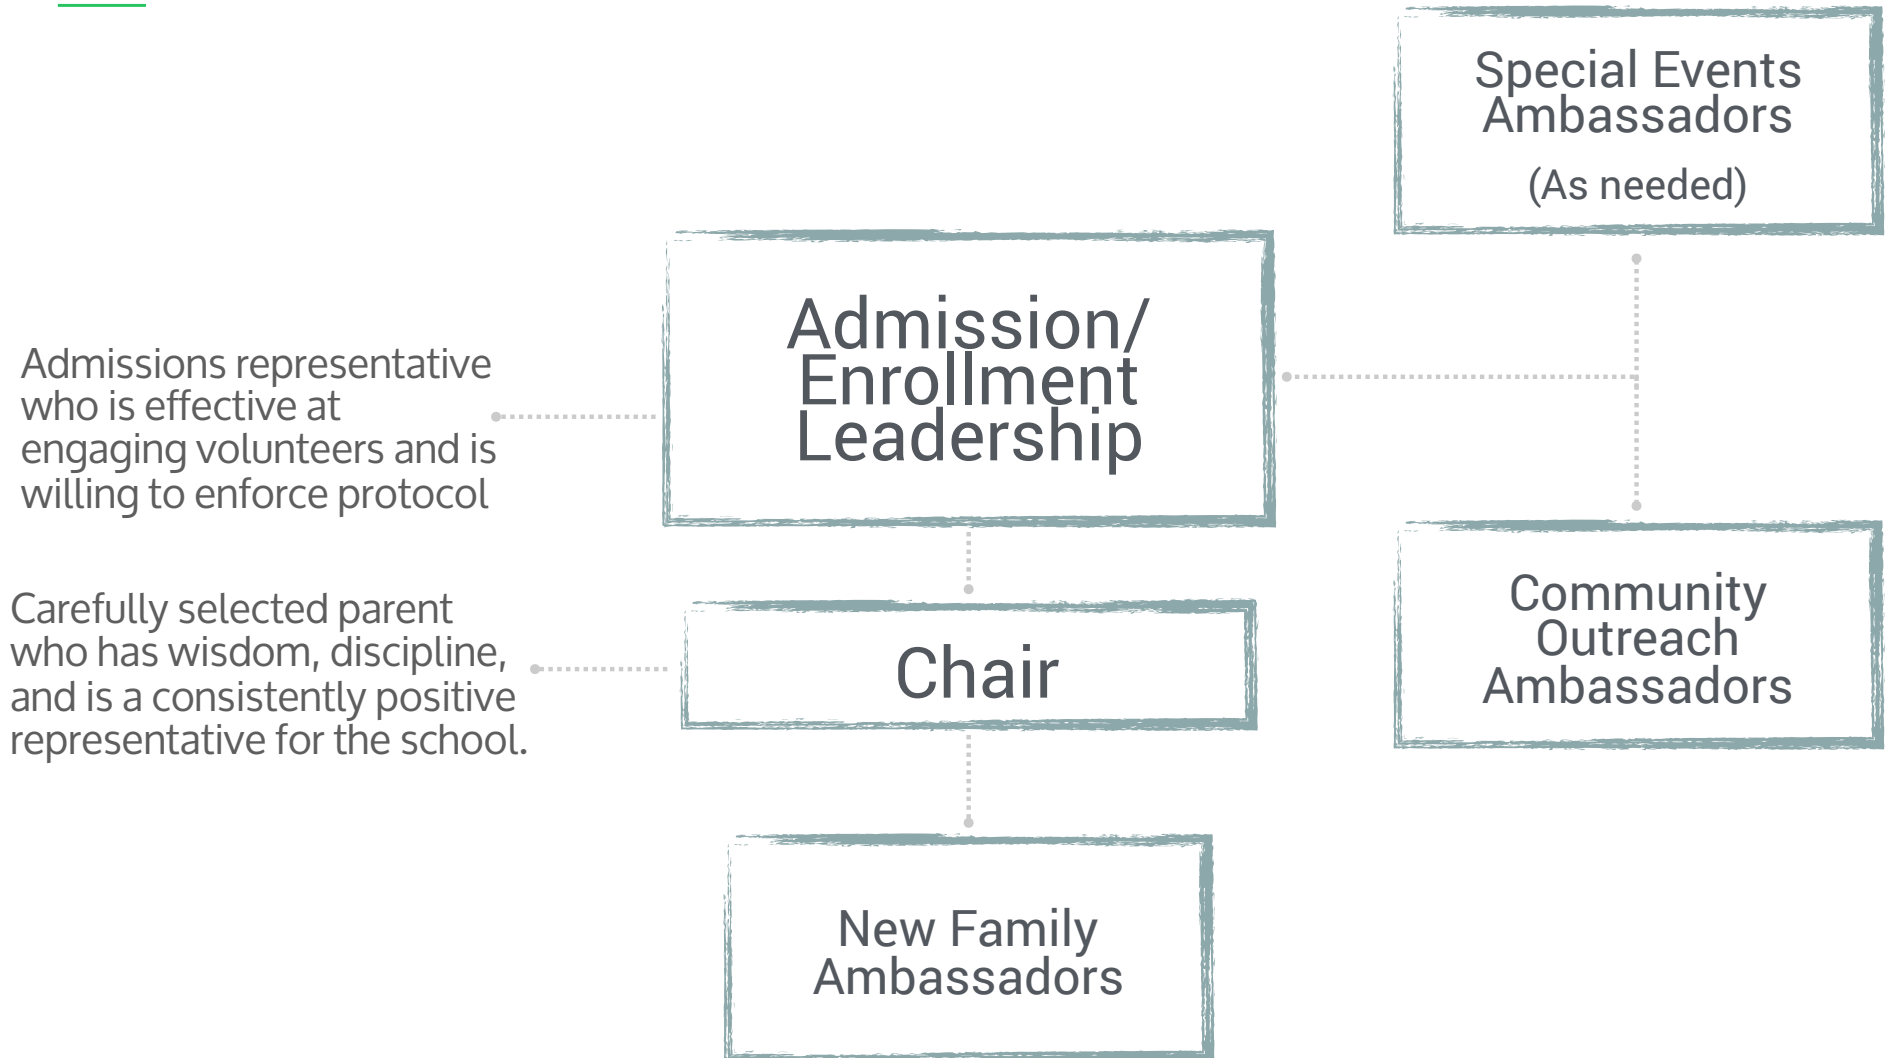 Special Events
Ambassadors
(As needed)
Admission/
Enrollment
Leadership
Admissions representative
who is effective at
engaging volunteers and is
willing to enforce protocol
Carefully selected parent
who has wisdom, discipline,
and is a consistently positive
representative for the school.
Chair
Community
Outreach
Ambassadors
New Family
Ambassadors